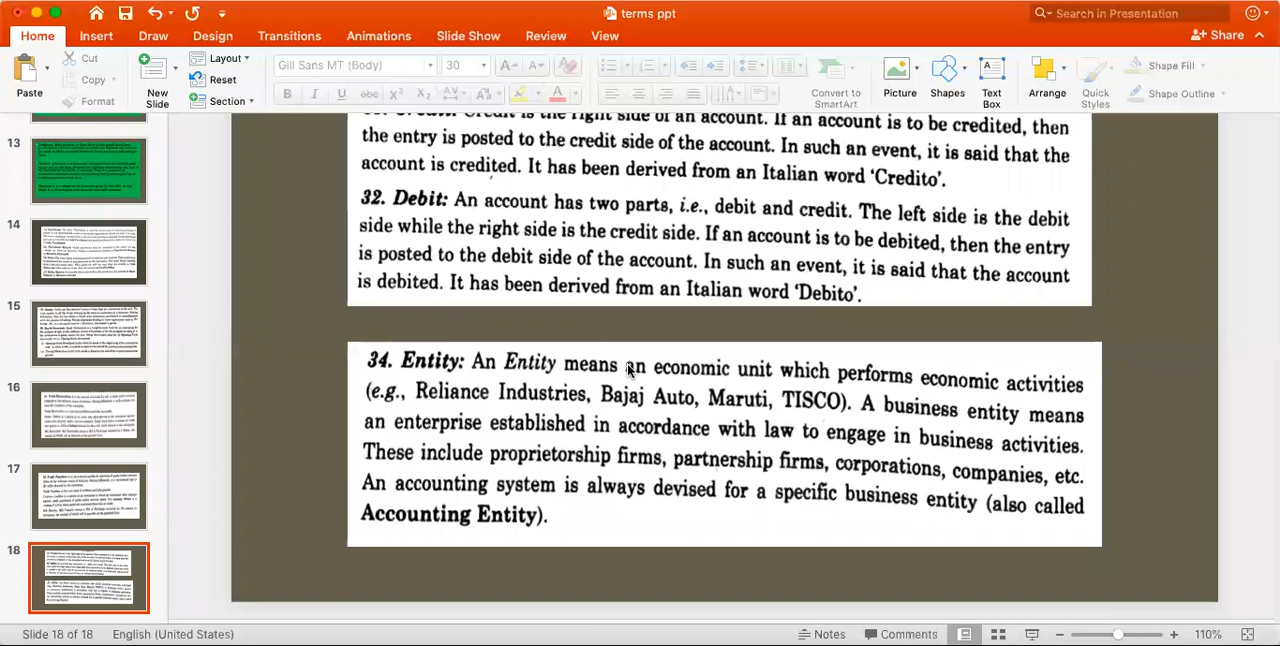 terms ppt
Search in Presentation
Home Insert Draw Design Transitions Animations Slide Show Review View
Share
Paste
Cut
Copy
Format
New
Slide
Layout
Reset
Section
Gill Sans MT (Body) 30
Convert to
SmartArt
Picture
Shapes
Text
Box
Arrange
Quick
Styles
Shape Fill
Shape Outline
13
14
15
16
17
18
Credit is the right side of an account. If an account is to be credited, then
the entry is posted to the credit side of the account. In such an event, it is said that the
account is credited. It has been derived from an Italian word ‘Credito’.
32. Debit: An account has two parts, i.e., debit and credit. The left side is the debit
side while the right side is the credit side. If an account is to be debited, then the entry
is posted to the debit side of the account. In such an event, it is said that the account
is debited. It has been derived from an Italian word ‘Debito’.
34. Entity: An Entity means an economic unit which performs economic activities
(e.g., Reliance Industries, Bajaj Auto, Maruti, TISCO). A business entity means
an enterprise established in accordance with law to engage in business activities.
These include proprietorship firms, partnership firms, corporations, companies, etc.
An accounting system is always devised for a specific business entity (also called
Accounting Entity).
Slide 18 of 18 English (United States)
Notes Comments 110%